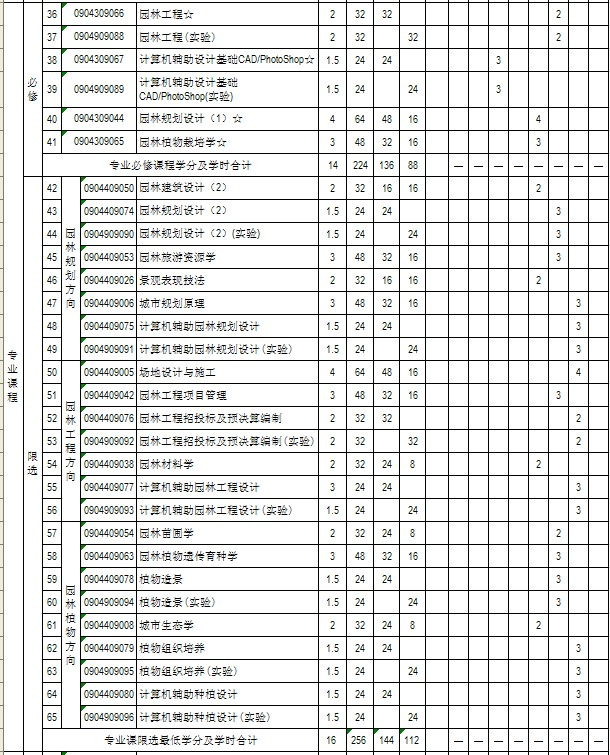 专业课程
必修
36 0904309066 园林工程☆ 2 32 32 2
37 0904909088 园林工程(实验) 2 32 32 2
38 0904309067 计算机辅助设计基础CAD/PhotoShop☆ 1.5 24 24 3
39 0904909089 计算机辅助设计基础
CAD/PhotoShop(实验) 1.5 24 24 3
40 0904309044 园林规划设计（1）☆ 4 64 48 16 4
41 0904309065 园林植物栽培学☆ 3 48 32 16 3
专业必修课程学分及学时合计 14 224 136 88 — — — — — — — —
限选
园林规划方向
42 0904409050 园林建筑设计（2） 2 32 16 16 2
43 0904409074 园林规划设计（2） 1.5 24 24 3
44 0904909090 园林规划设计（2）(实验) 1.5 24 24 3
45 0904409053 园林旅游资源学 3 48 32 16 3
46 0904409026 景观表现技法 2 32 16 16 2
47 0904409006 城市规划原理 3 48 32 16 3
48 0904409075 计算机辅助园林规划设计 1.5 24 24 3
49 0904909091 计算机辅助园林规划设计(实验) 1.5 24 24 3
园林工程方向
50 0904409005 场地设计与施工 4 64 48 16 4
51 0904409042 园林工程项目管理 3 48 32 16 3
52 0904409076 园林工程招投标及预决算编制 2 32 32 2
53 0904909092 园林工程招投标及预决算编制(实验) 2 32 32 2
54 0904409038 园林材料学 2 32 24 8 2
55 0904409077 计算机辅助园林工程设计 3 24 24 3
56 0904909093 计算机辅助园林工程设计(实验) 1.5 24 24 3
园林植物方向
57 0904409054 园林苗圃学 2 32 24 8 2
58 0904409063 园林植物遗传育种学 3 48 32 16 3
59 0904409078 植物造景 1.5 24 24 3
60 0904909094 植物造景(实验) 1.5 24 24 3
61 0904409008 城市生态学 2 32 24 8 2
62 0904409079 植物组织培养 1.5 24 24 3
63 0904909095 植物组织培养(实验) 1.5 24 24 3
64 0904409080 计算机辅助种植设计 1.5 24 24 3
65 0904909096 计算机辅助种植设计(实验) 1.5 24 24 3
专业课限选最低学分及学时合计 16 256 144 112 — — — — — — — —